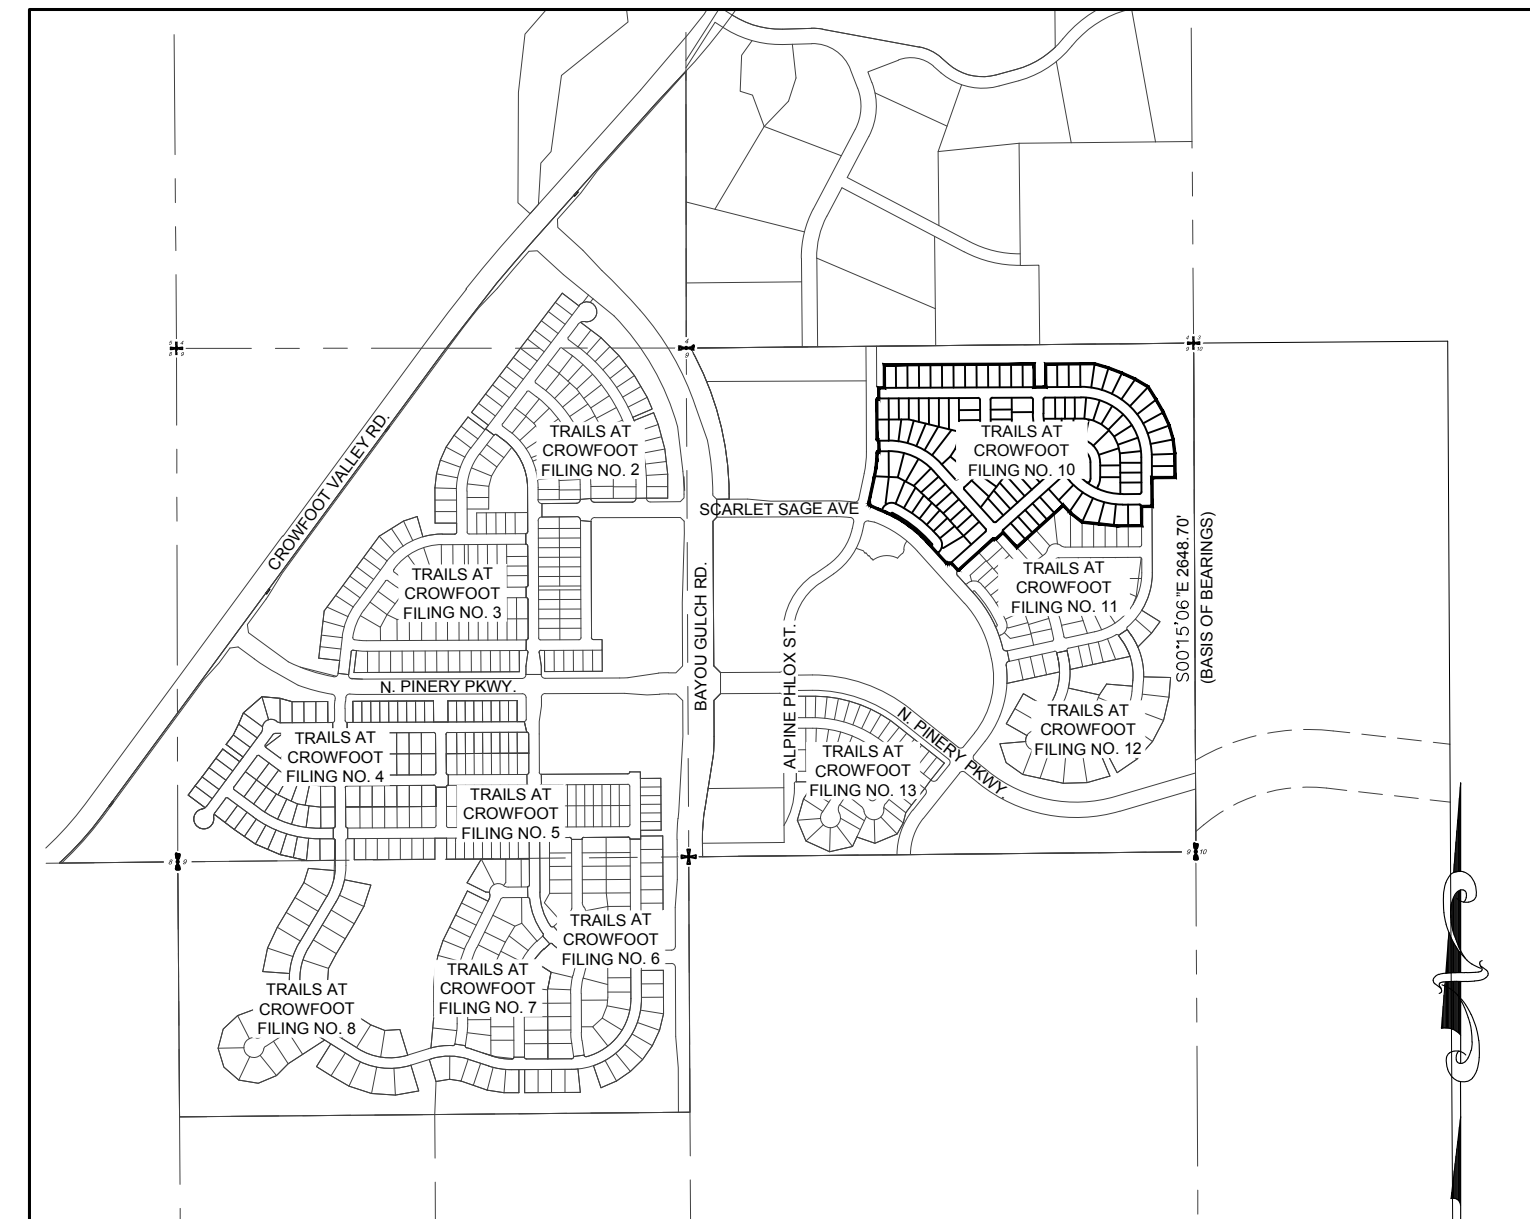 TRAILS AT
CROWFOOT
FILING NO. 2
TRAILS AT
CROWFOOT
FILING NO. 10
CROWFOOT VALLEY RD.
SCARLET SAGE AVE
S00°15'06"E 2648.70'
(BASIS OF BEARINGS)
TRAILS AT
CROWFOOT
FILING NO. 3
TRAILS AT
CROWFOOT
FILING NO. 11
BAYOU GULCH RD.
ALPINE PHLOX ST.
N. PINERY PKWY.
N. PINERY PKWY.
TRAILS AT
CROWFOOT
FILING NO. 12
TRAILS AT
CROWFOOT
FILING NO. 4
TRAILS AT
CROWFOOT
FILING NO. 13
TRAILS AT
CROWFOOT
FILING NO. 5
TRAILS AT
CROWFOOT
FILING NO. 6
TRAILS AT
CROWFOOT
FILING NO. 7
TRAILS AT
CROWFOOT
FILING NO. 8